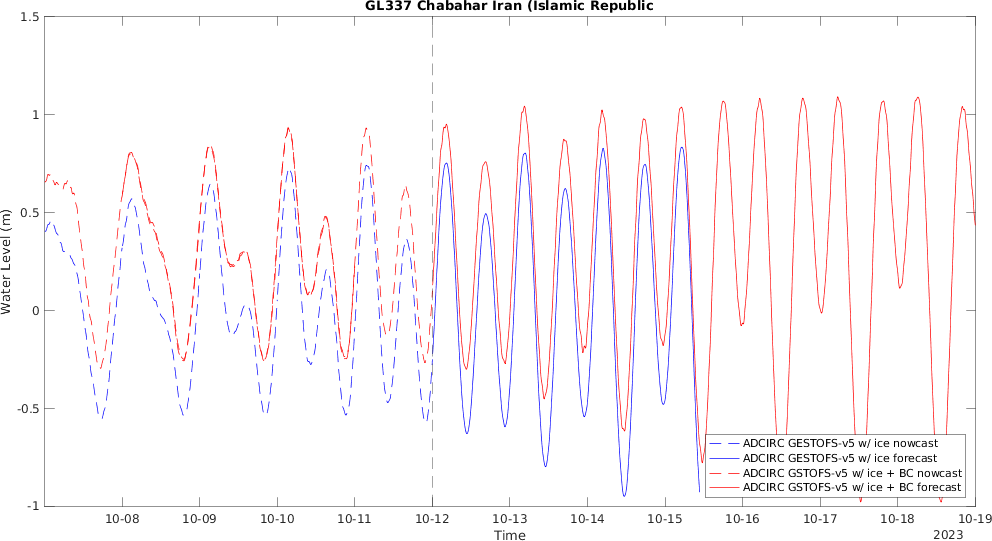 GL337 Chabahar Iran (Islamic Republic
1.5
1
0.5
0
-0.5
-1
Water Level (m)
ADCIRC GESTOFS-v5 w/ ice nowcast
ADCIRC GESTOFS-v5 w/ ice forecast
ADCIRC GSTOFS-v5 w/ ice + BC nowcast
ADCIRC GSTOFS-v5 w/ ice + BC forecast
10-08 10-09 10-10 10-11 10-12 10-13 10-14 10-15 10-16 10-17 10-18 10-19
Time
2023